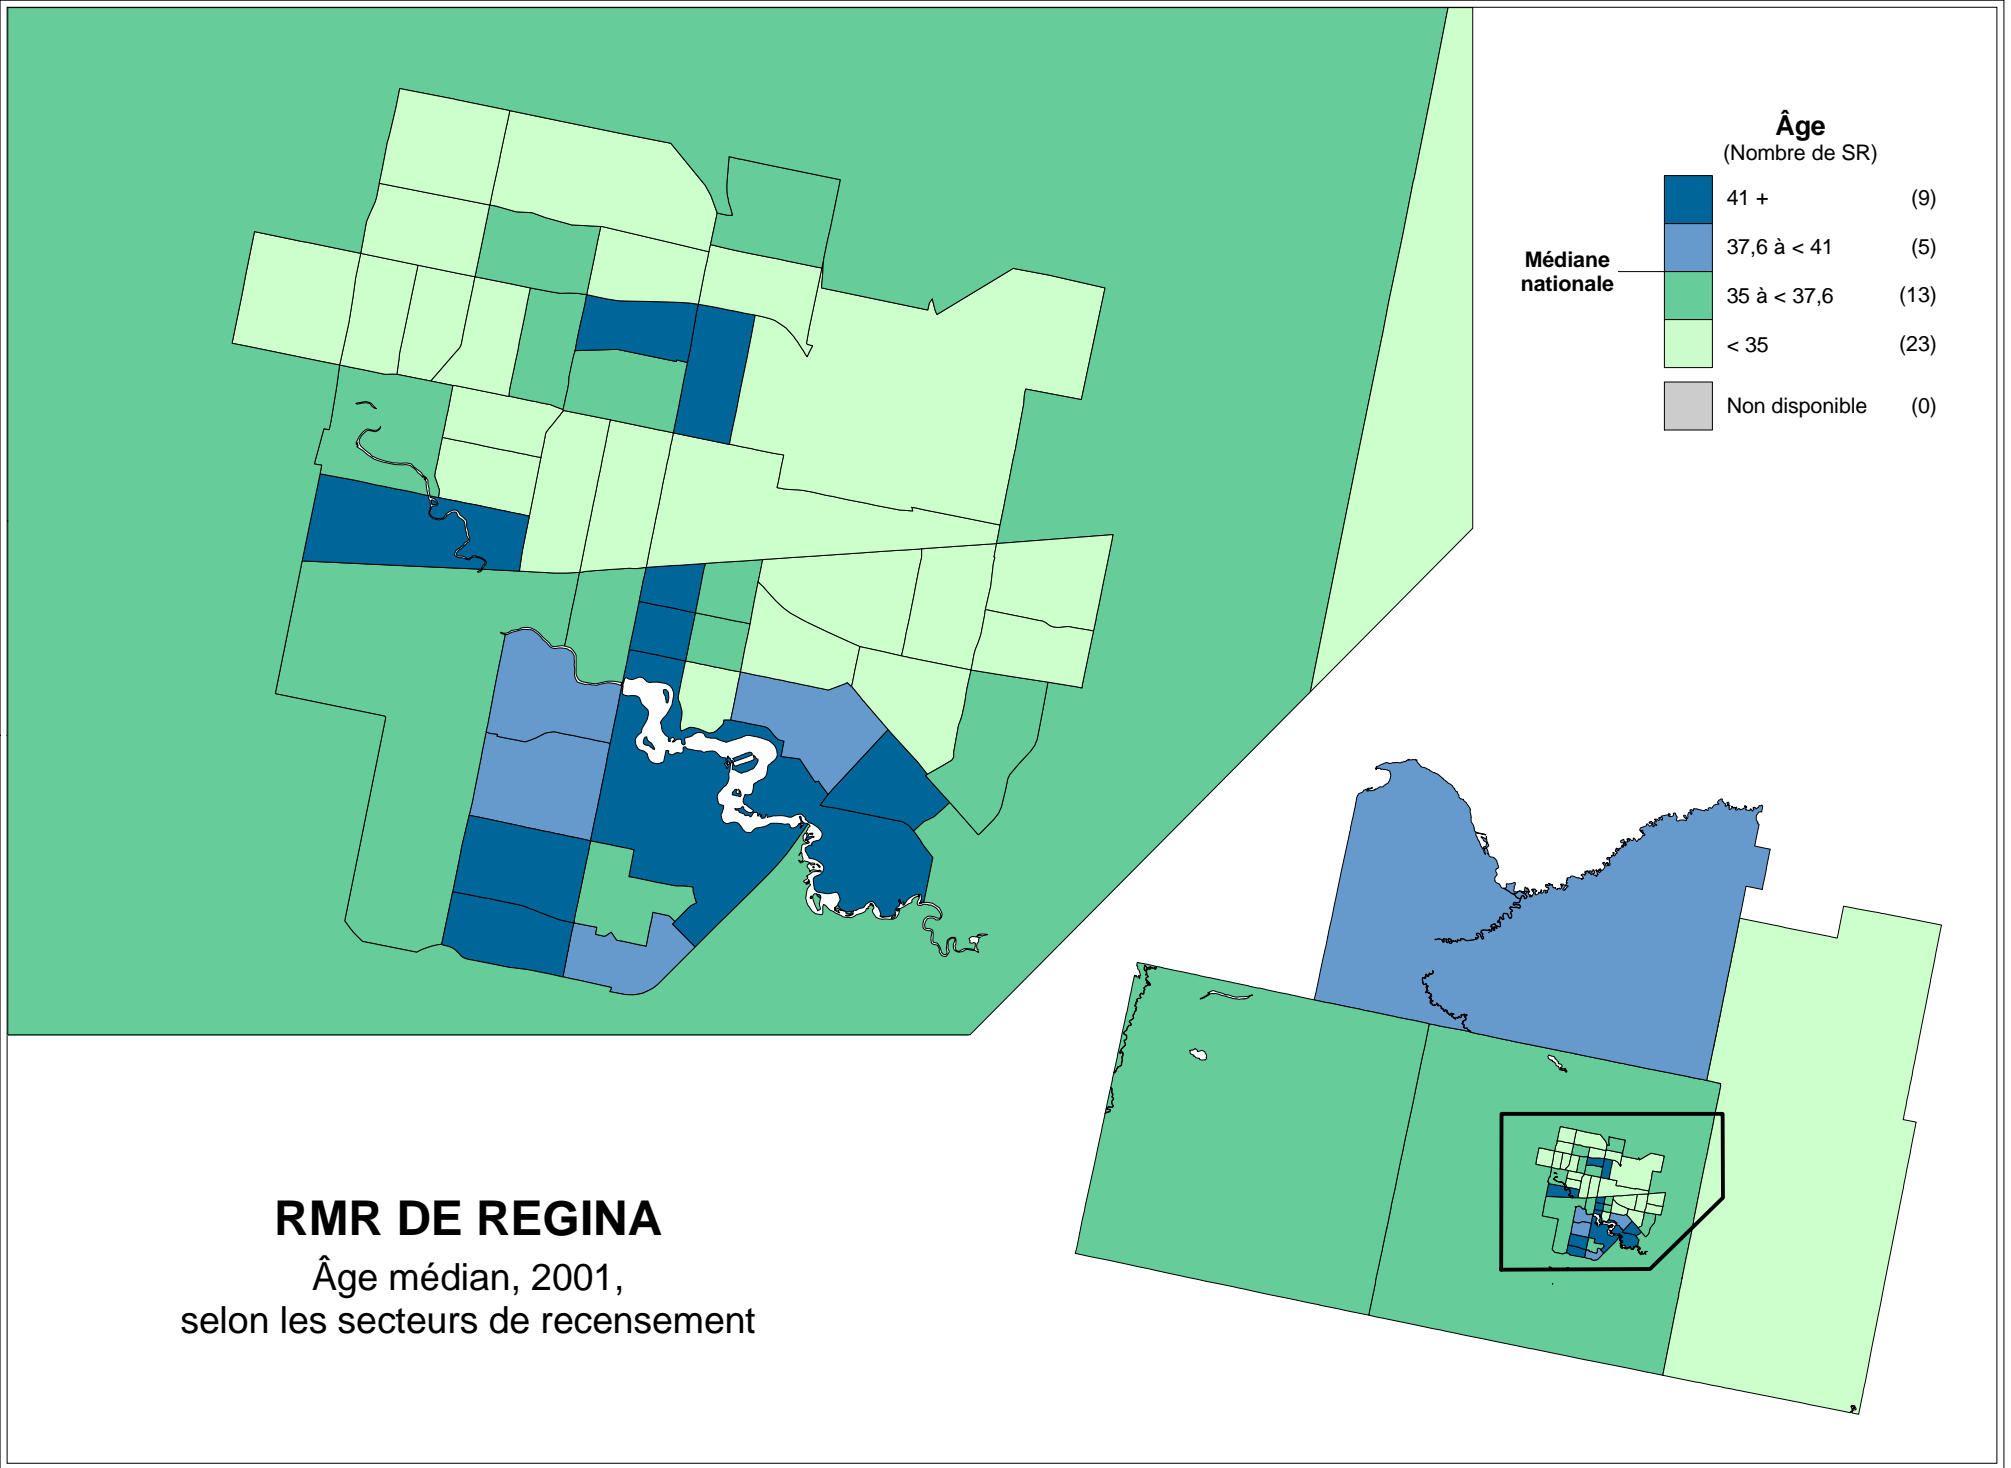 Âge
(Nombre de SR)
41 + (9)
37,6 à < 41 (5)
Médiane
nationale
35 à < 37,6 (13)
< 35 (23)
Non disponible (0)
RMR DE REGINA
Âge médian, 2001,
selon les secteurs de recensement